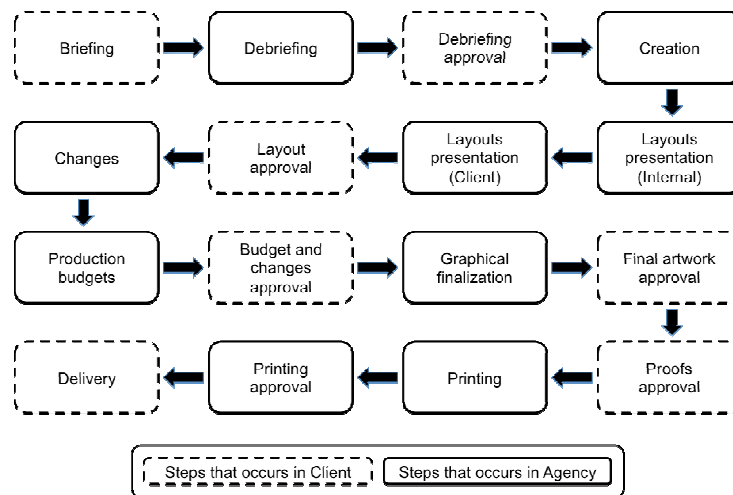 Briefing
Debriefing
Debriefing
approval
Creation
Changes
Layout
approval
Layouts
presentation
(Client)
Layouts
presentation
(Internal)
Production
budgets
Budget and
changes
approval
Graphical
finalization
Final artwork
approval
Delivery
Printing
approval
Printing
Proofs
approval
Steps that occurs in Client
Steps that occurs in Agency